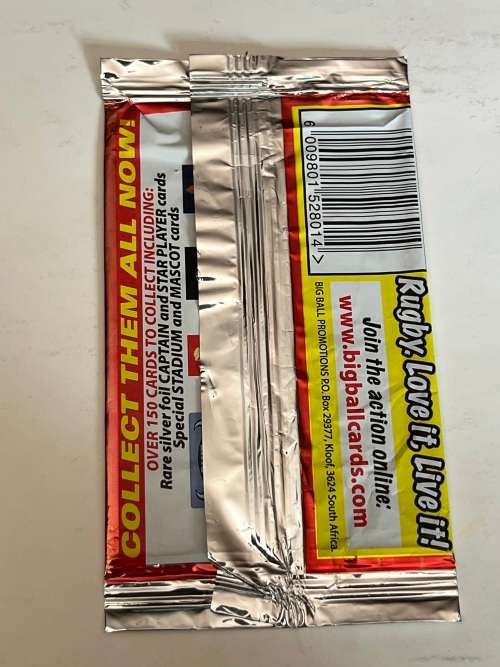 COLLECT THEM ALL NOW!
OVER 150 CARDS TO COLLECT INCLUDING:
Rare silver foil CAPTAIN and STAR PLAYER cards
Special STADIUM and MASCOT cards
6 009801 528014 >
Rugby. Love it, Live it!
Join the action online:
www.bigballcards.com
BIG BALL PROMOTIONS P.O. Box 29377, Kloof, 3624 South Africa.